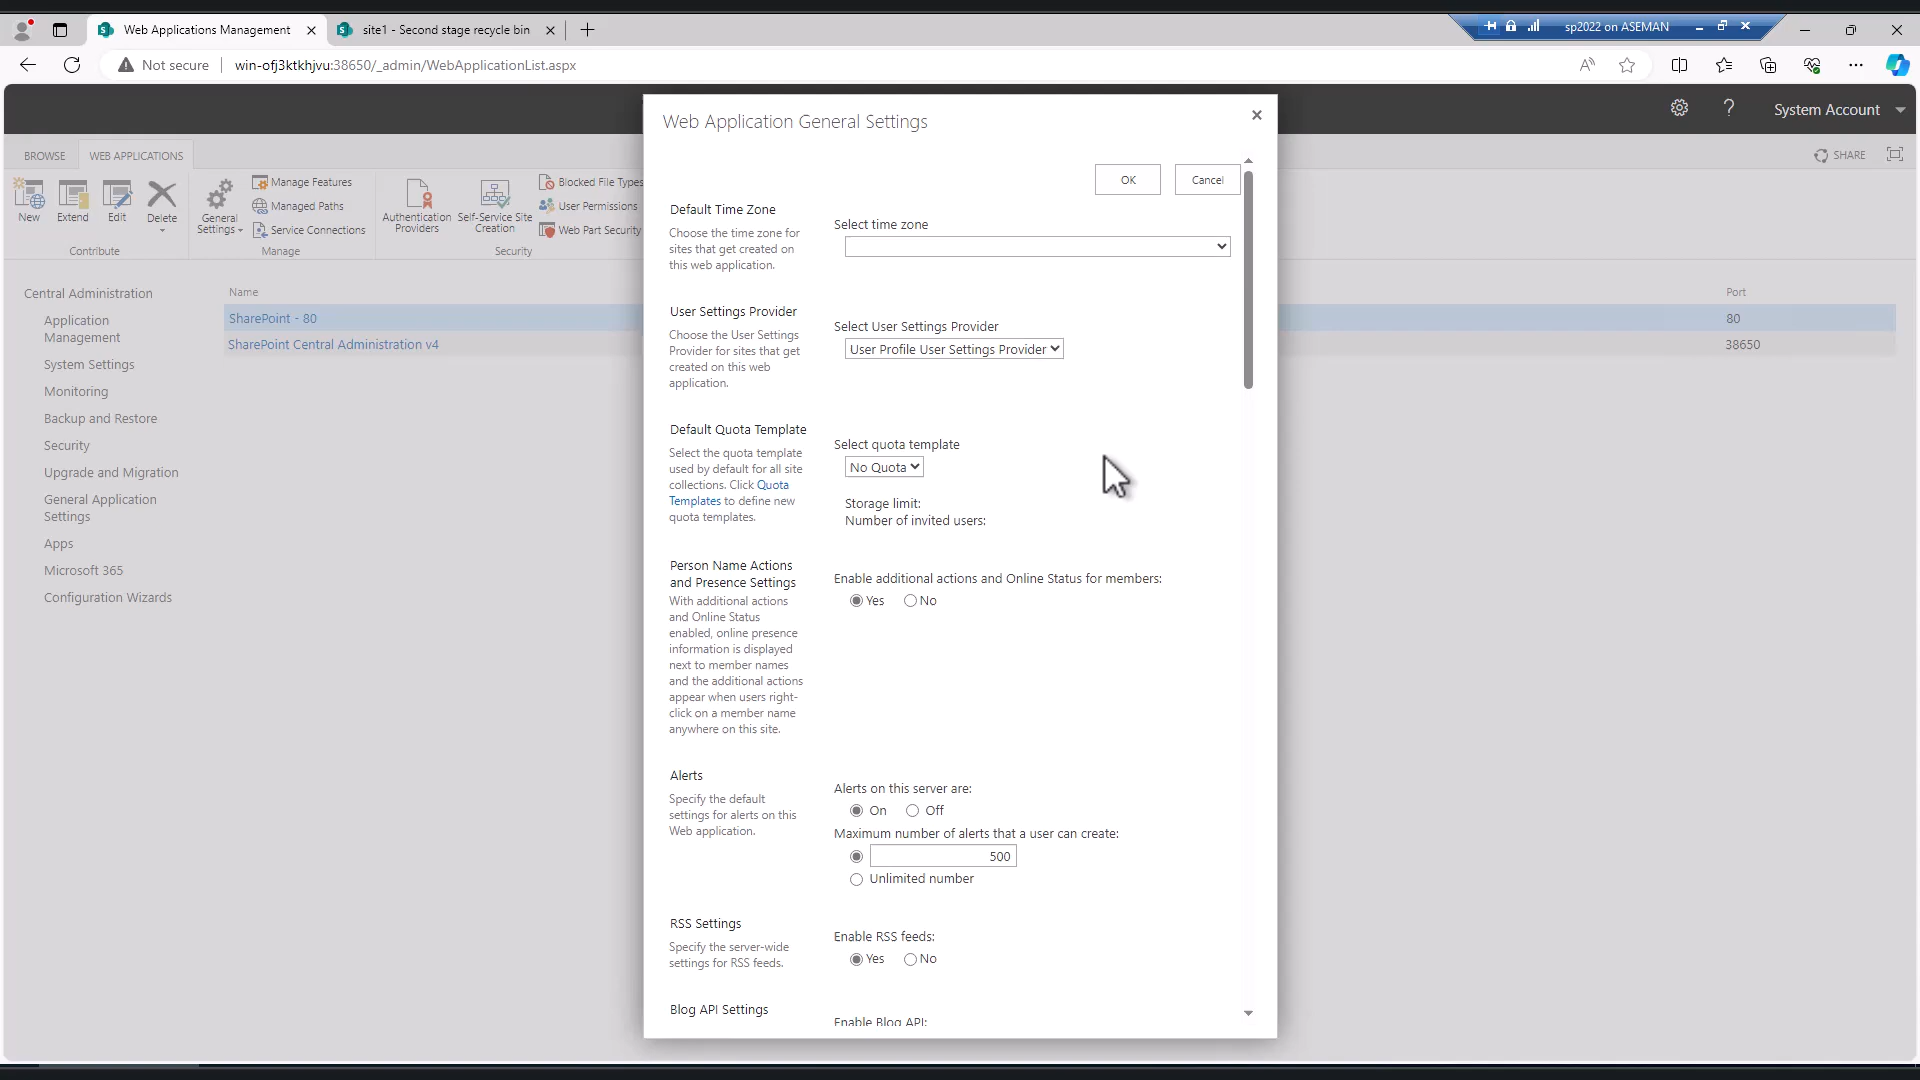 Web Applications Management
site1 - Second stage recycle bin
sp2022 on ASEMAN
Not secure
win-ofj3ktkhjvu:38650/_admin/WebApplicationList.aspx
System Account
BROWSE
WEB APPLICATIONS
SHARE
New
Extend
Edit
Delete
General
Settings
Manage Features
Managed Paths
Service Connections
Authentication
Providers
Self-Service Site
Creation
Blocked File Types
User Permissions
Web Part Security
Contribute
Manage
Security
Central Administration
Application
Management
System Settings
Monitoring
Backup and Restore
Security
Upgrade and Migration
General Application
Settings
Apps
Microsoft 365
Configuration Wizards
Name
Port
SharePoint - 80
80
SharePoint Central Administration v4
38650
Web Application General Settings
OK
Cancel
Default Time Zone
Choose the time zone for
sites that get created on
this web application.
Select time zone
User Settings Provider
Choose the User Settings
Provider for sites that get
created on this web
application.
Select User Settings Provider
User Profile User Settings Provider
Default Quota Template
Select the quota template
used by default for all site
collections. Click Quota
Templates to define new
quota templates.
Select quota template
No Quota
Storage limit:
Number of invited users:
Person Name Actions
and Presence Settings
With additional actions
and Online Status
enabled, online presence
information is displayed
next to member names
and the additional actions
appear when users right-
click on a member name
anywhere on this site.
Enable additional actions and Online Status for members:
Yes
No
Alerts
Specify the default
settings for alerts on this
Web application.
Alerts on this server are:
On
Off
Maximum number of alerts that a user can create:
500
Unlimited number
RSS Settings
Specify the server-wide
settings for RSS feeds.
Enable RSS feeds:
Yes
No
Blog API Settings
Enable Blog API: